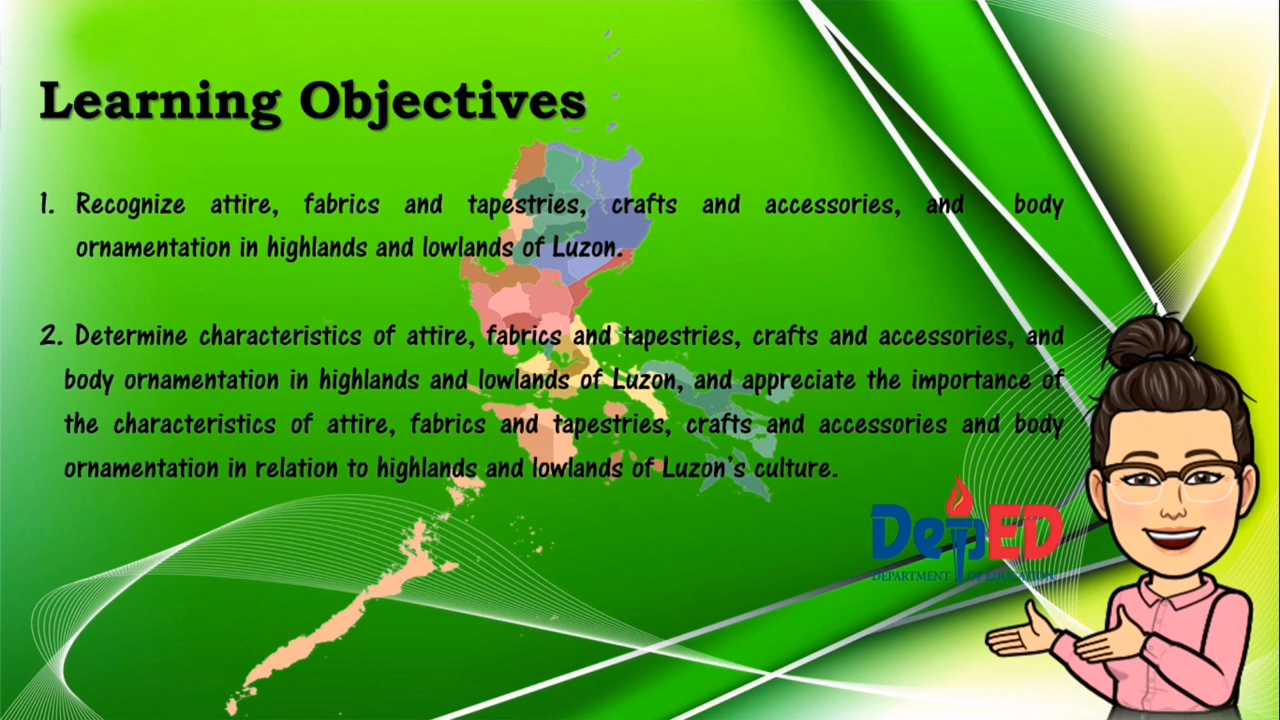 Learning Objectives
1. Recognize attire, fabrics and tapestries, crafts and accessories, and body
ornamentation in highlands and lowlands of Luzon.
2. Determine characteristics of attire, fabrics and tapestries, crafts and accessories, and
body ornamentation in highlands and lowlands of Luzon, and appreciate the importance of
the characteristics of attire, fabrics and tapestries, crafts and accessories and body
ornamentation in relation to highlands and lowlands of Luzon's culture.
DepED
DEPARTMENT OF EDUCATION